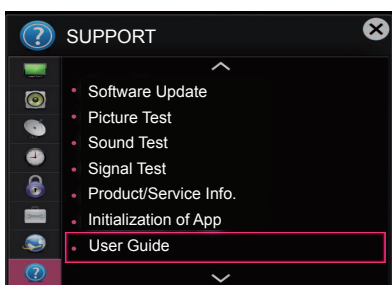 SUPPORT
Software Update
Picture Test
Sound Test
Signal Test
Product/Service Info.
Initialization of App
User Guide